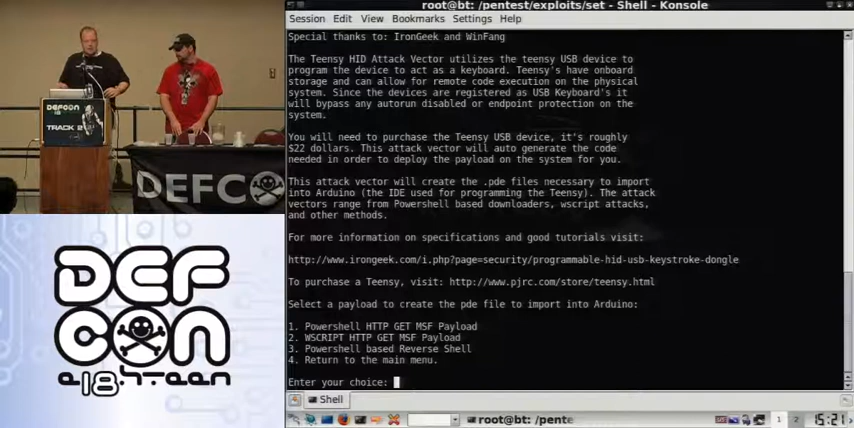 root@bt: /pentest/exploits/set - Shell - Konsole
Session Edit View Bookmarks Settings Help
Special thanks to: IronGeek and WinFang
The Teensy HID Attack Vector utilizes the teensy USB device to
program the device to act as a keyboard. Teensy's have onboard
storage and can allow for remote code execution on the physical
system. Since the devices are registered as USB Keyboard's it
will bypass any autorun disabled or endpoint protection on the
system.
You will need to purchase the Teensy USB device, it's roughly
$22 dollars. This attack vector will auto generate the code
needed in order to deploy the payload on the system for you.
This attack vector will create the .pde files necessary to import
into Arduino (the IDE used for programming the Teensy). The attack
vectors range from Powershell based downloaders, wscript attacks,
and other methods.
For more information on specifications and good tutorials visit:
http://www.irongeek.com/i.php?page=security/programmable-hid-usb-keystroke-dongle
To purchase a Teensy, visit: http://www.pjrc.com/store/teensy.html
Select a payload to create the pde file to import into Arduino:
1. Powershell HTTP GET MSF Payload
2. WSCRIPT HTTP GET MSF Payload
3. Powershell based Reverse Shell
4. Return to the main menu.
Enter your choice:
Shell
root@bt: /pente
1 2 15:21
DEFCON
TRACK 2
DEFC
DEF
CON
e18hteen